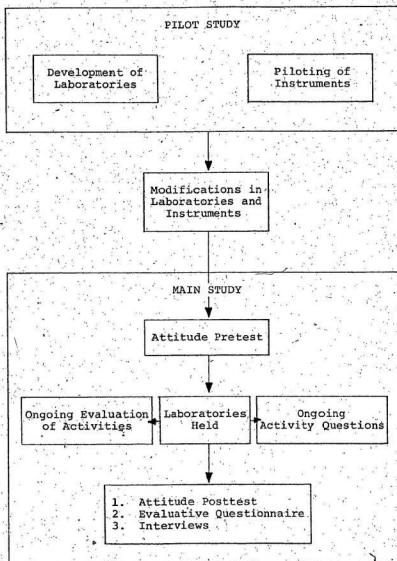 PILOT STUDY
Development of
Laboratories
Piloting of
Instruments
Modifications in
Laboratories and
Instruments
MAIN STUDY
Attitude Pretest
Ongoing Evaluation
of Activities
Laboratories
Held
Ongoing
Activity Questions
1. Attitude Posttest
2. Evaluative Questionnaire
3. Interviews